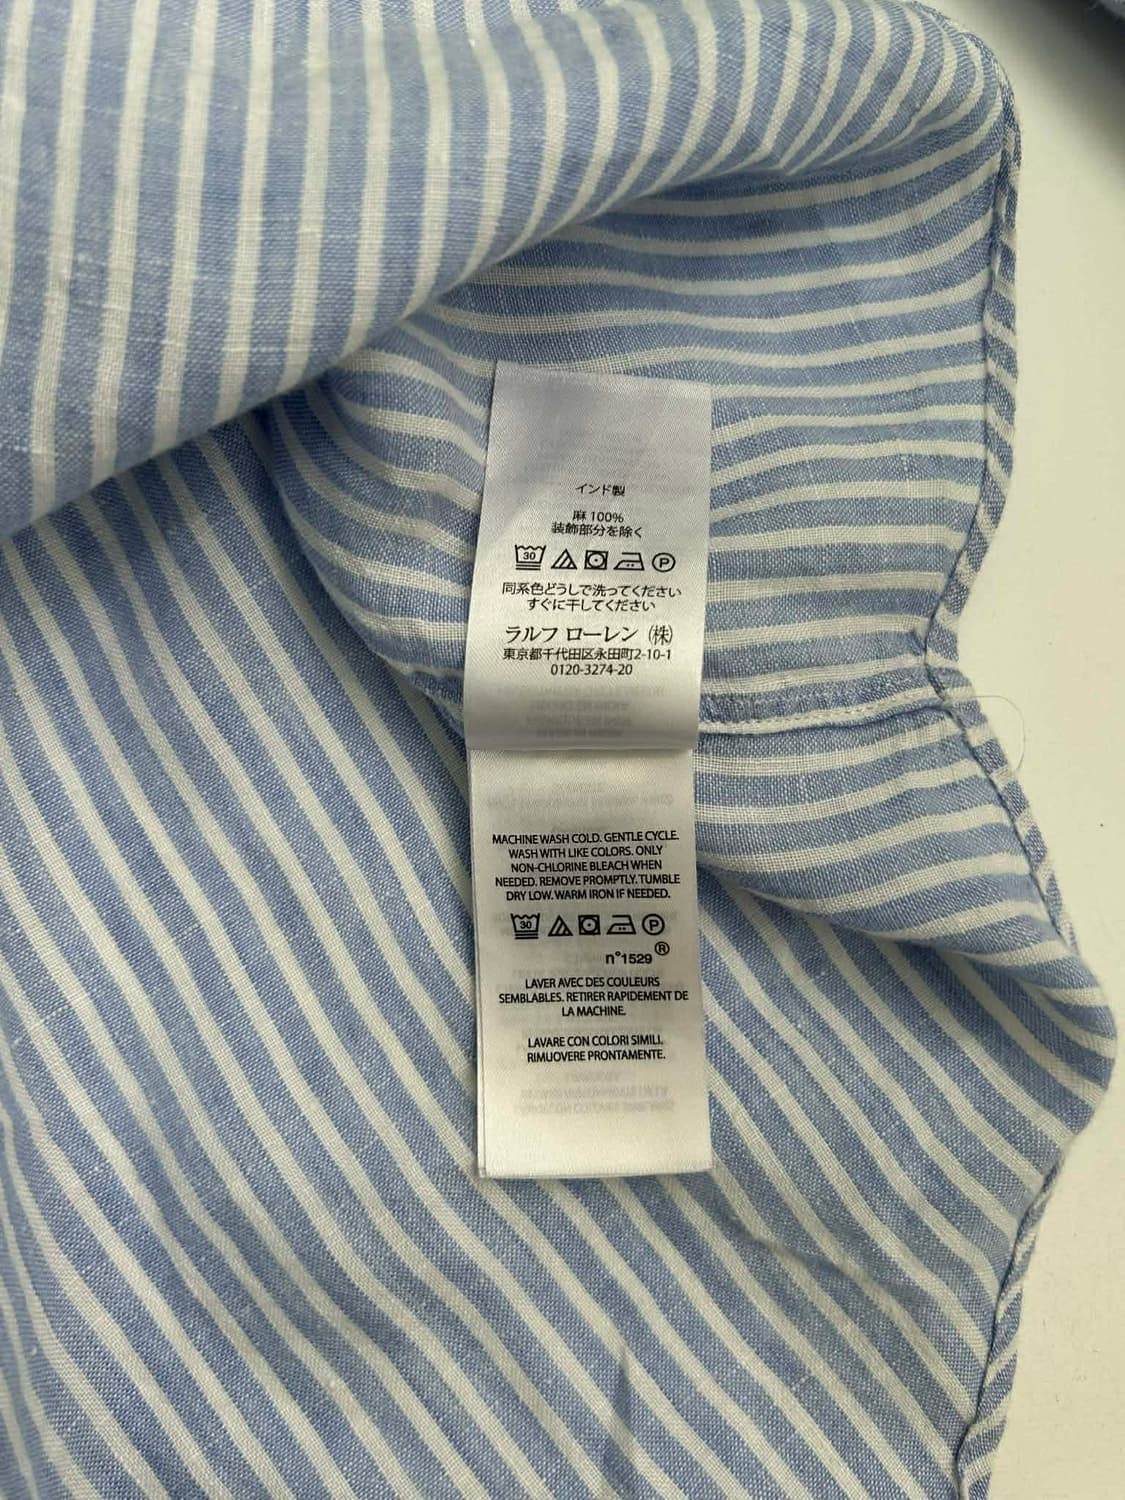 インド製
麻 100%
装飾部分を除く
30 P
同系色どうしで洗ってください
すぐに干してください
ラルフ ローレン (株)
東京都千代田区永田町2-10-1
0120-3274-20
MACHINE WASH COLD. GENTLE CYCLE.
WASH WITH LIKE COLORS. ONLY
NON-CHLORINE BLEACH WHEN
NEEDED. REMOVE PROMPTLY. TUMBLE
DRY LOW. WARM IRON IF NEEDED.
30 P
n°1529®
LAVER AVEC DES COULEURS
SEMBLABLES. RETIRER RAPIDEMENT DE
LA MACHINE.
LAVARE CON COLORI SIMILI.
RIMUOVERE PRONTAMENTE.